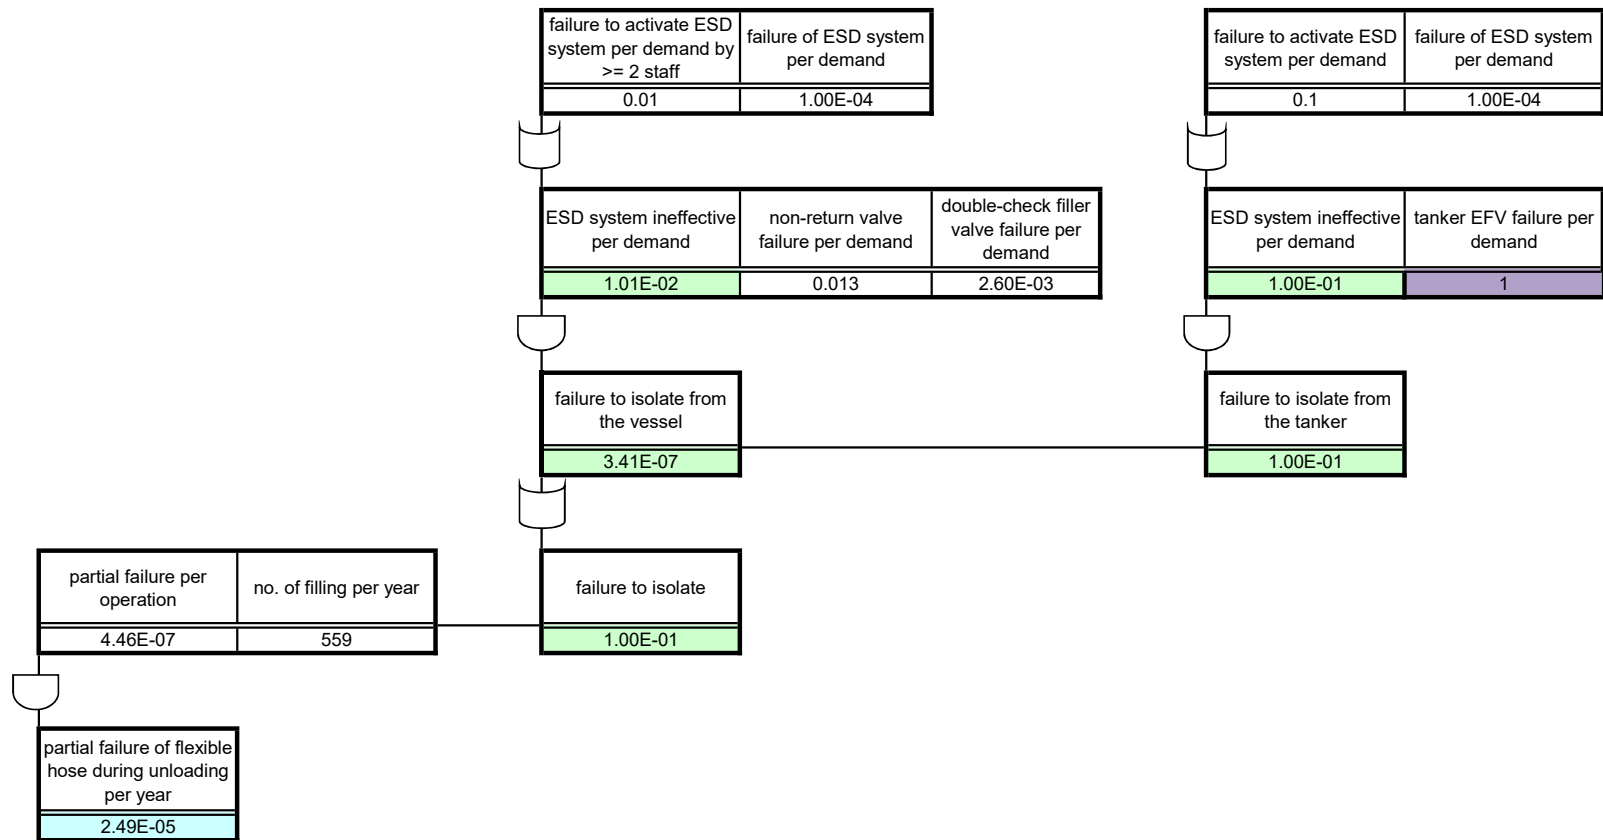 failure to activate ESD
system per demand by
>= 2 staff
failure of ESD system
per demand
0.01
1.00E-04
failure to activate ESD
system per demand
failure of ESD system
per demand
0.1
1.00E-04
ESD system ineffective
per demand
non-return valve
failure per demand
double-check filler
valve failure per
demand
1.01E-02
0.013
2.60E-03
ESD system ineffective
per demand
tanker EFV failure per
demand
1.00E-01
1
failure to isolate from
the vessel
3.41E-07
failure to isolate from
the tanker
1.00E-01
partial failure per
operation
no. of filling per year
4.46E-07
559
failure to isolate
1.00E-01
partial failure of flexible
hose during unloading
per year
2.49E-05